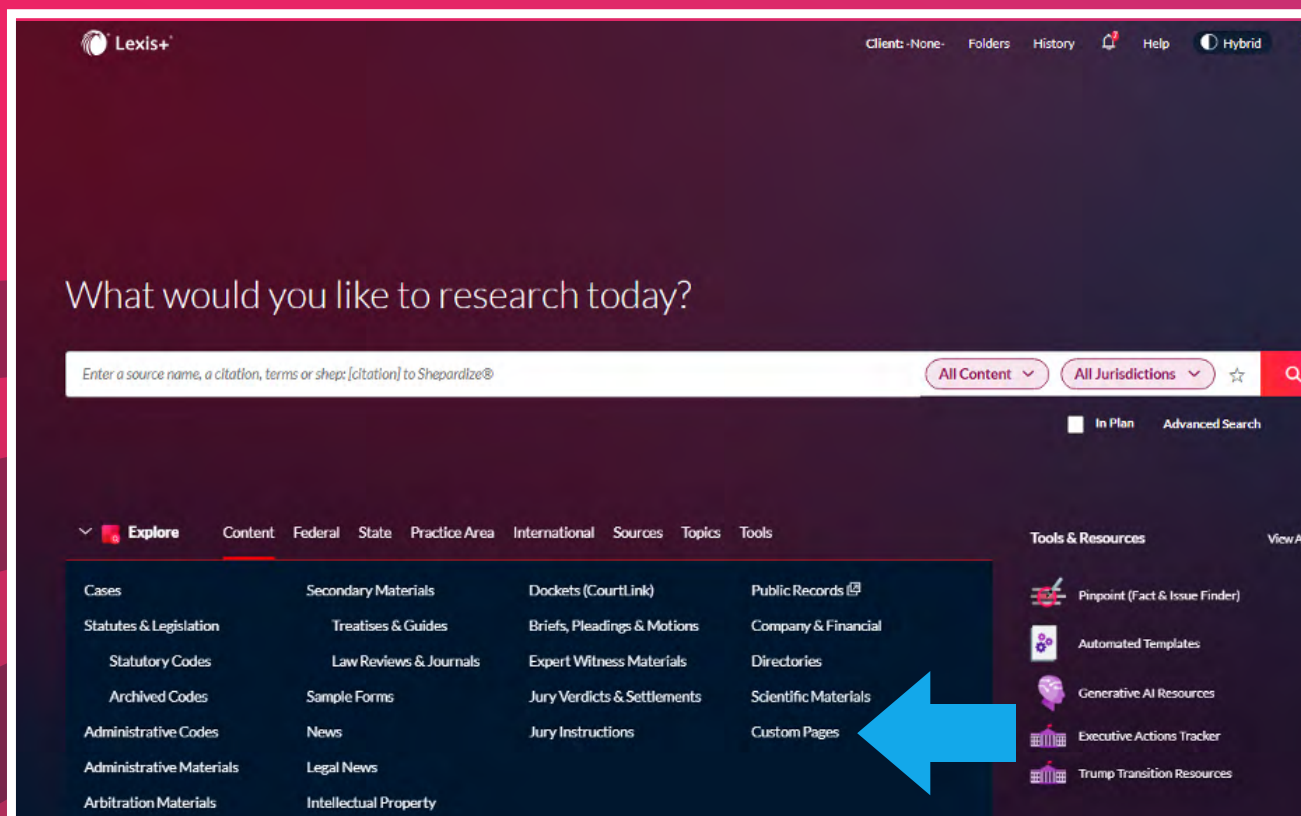 Lexis+
Client: -None- Folders History Help Hybrid
What would you like to research today?
Enter a source name, a citation, terms or shep: [citation] to Shepardize®
All Content All Jurisdictions
In Plan Advanced Search
Explore Content Federal State Practice Area International Sources Topics Tools
Cases
Statutes & Legislation
Statutory Codes
Archived Codes
Administrative Codes
Administrative Materials
Arbitration Materials
Secondary Materials
Treatises & Guides
Law Reviews & Journals
Sample Forms
News
Legal News
Intellectual Property
Dockets (CourtLink)
Briefs, Pleadings & Motions
Expert Witness Materials
Jury Verdicts & Settlements
Jury Instructions
Public Records
Company & Financial
Directories
Scientific Materials
Custom Pages
Tools & Resources View A
Pinpoint (Fact & Issue Finder)
Automated Templates
Generative AI Resources
Executive Actions Tracker
Trump Transition Resources